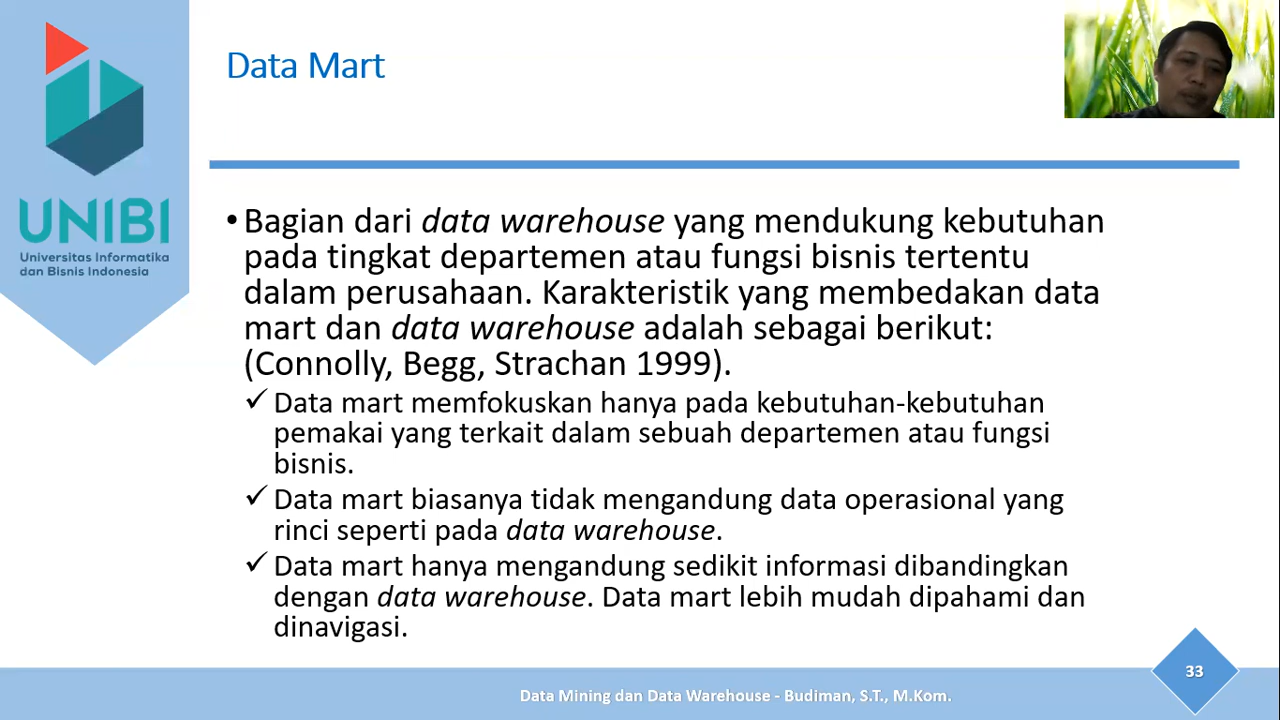 Data Mart
UNIBI
Universitas Informatika
dan Bisnis Indonesia
• Bagian dari data warehouse yang mendukung kebutuhan
pada tingkat departemen atau fungsi bisnis tertentu
dalam perusahaan. Karakteristik yang membedakan data
mart dan data warehouse adalah sebagai berikut:
(Connolly, Begg, Strachan 1999).
✓ Data mart memfokuskan hanya pada kebutuhan-kebutuhan
pemakai yang terkait dalam sebuah departemen atau fungsi
bisnis.
✓ Data mart biasanya tidak mengandung data operasional yang
rinci seperti pada data warehouse.
✓ Data mart hanya mengandung sedikit informasi dibandingkan
dengan data warehouse. Data mart lebih mudah dipahami dan
dinavigasi.
33
Data Mining dan Data Warehouse - Budiman, S.T., M.Kom.